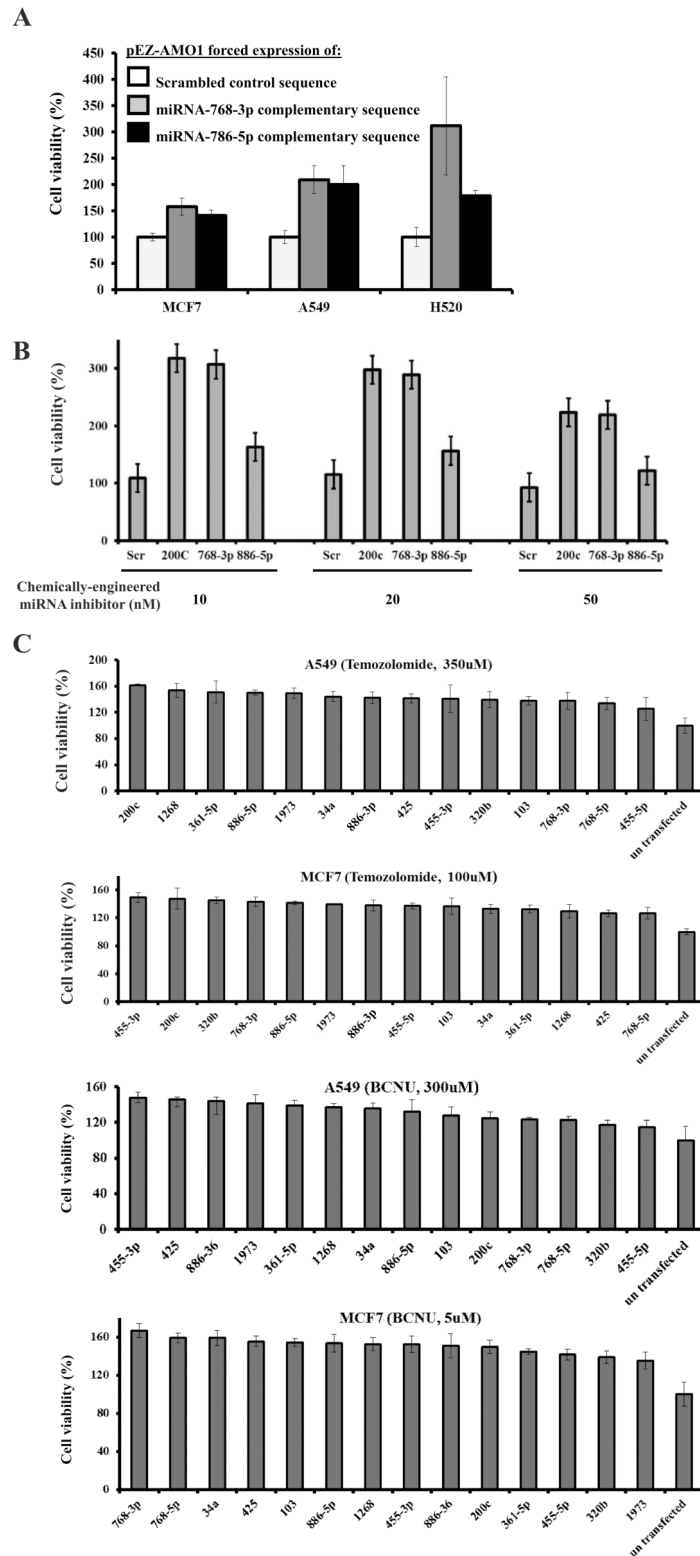 A
pEZ-AMO1 forced expression of:
Scrambled control sequence
miRNA-768-3p complementary sequence
miRNA-786-5p complementary sequence
Cell viability (%)
450
400
350
300
250
200
150
100
50
0
MCF7 A549 H520
B
Cell viability (%)
300
200
100
0
Scr 200C 768-3p 886-5p Scr 200c 768-3p 886-5p Scr 200c 768-3p 886-5p
Chemically-engineered
miRNA inhibitor (nM)
10 20 50
C
A549 (Temozolomide, 350uM)
Cell viability (%)
200
160
120
80
40
0
200c 1268 361-5p 886-5p 1973 34a 886-3p 425 455-3p 320b 103 768-3p 768-5p 455-5p un transfected
MCF7 (Temozolomide, 100uM)
Cell viability (%)
160
120
80
40
0
455-3p 200c 320b 768-3p 886-5p 1973 886-3p 455-5p 103 34a 361-5p 1268 425 768-5p un transfected
A549 (BCNU, 300uM)
Cell viability (%)
160
120
80
40
0
455-3p 425 886-36 1973 361-5p 1268 34a 886-5p 103 200c 768-3p 768-5p 320b 455-5p un transfected
MCF7 (BCNU, 5uM)
Cell viability (%)
160
120
80
40
0
768-3p 768-5p 34a 425 103 886-5p 1268 455-3p 886-36 200c 361-5p 455-5p 320b 1973 un transfected